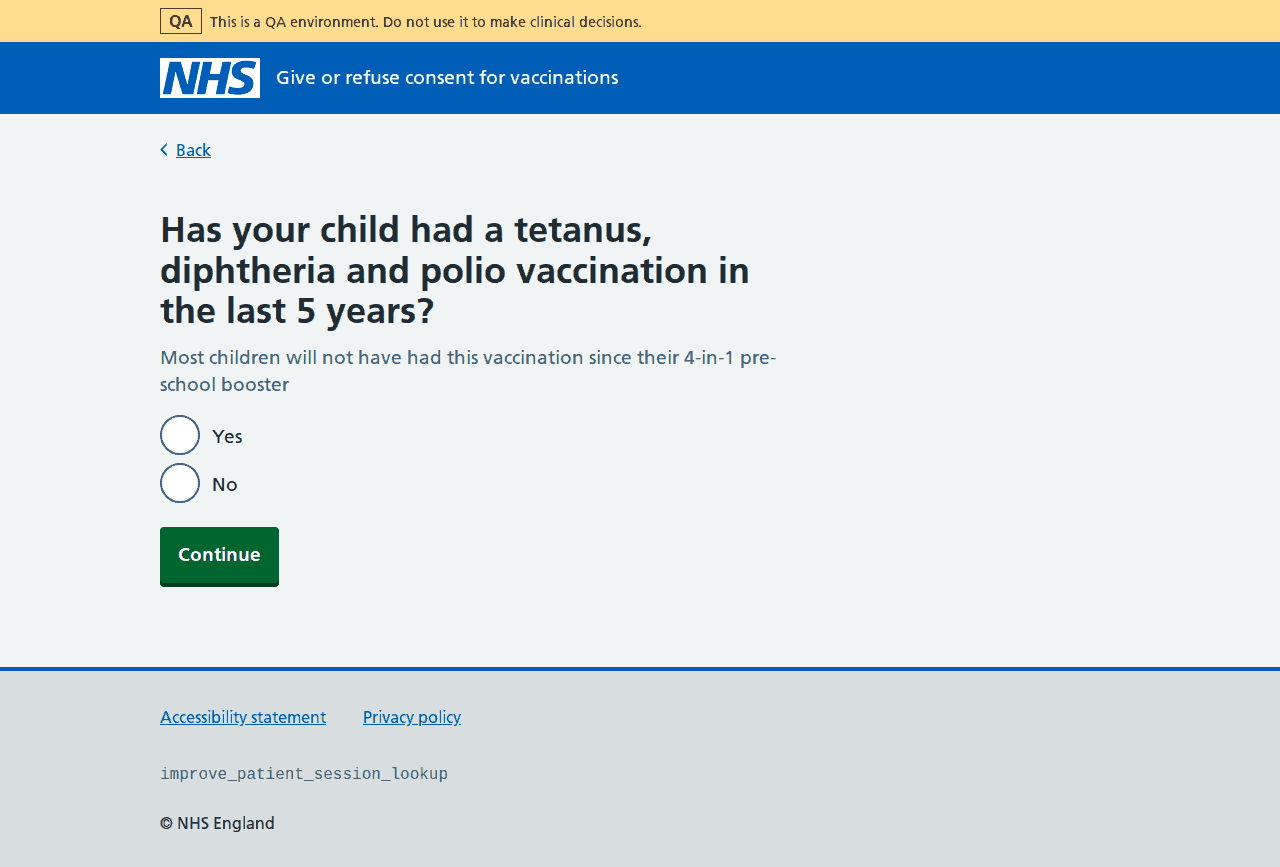 QA This is a QA environment. Do not use it to make clinical decisions.
NHS Give or refuse consent for vaccinations
Back
Has your child had a tetanus,
diphtheria and polio vaccination in
the last 5 years?
Most children will not have had this vaccination since their 4-in-1 pre-
school booster
Yes
No
Continue
Accessibility statement Privacy policy
improve_patient_session_lookup
© NHS England